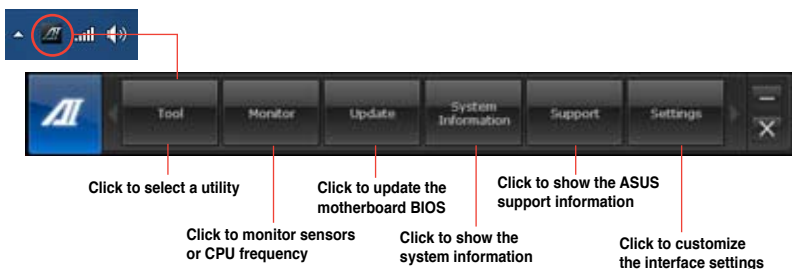 Tool
Monitor
Update
System
Information
Support
Settings
Click to select a utility
Click to update the
motherboard BIOS
Click to show the ASUS
support information
Click to monitor sensors
or CPU frequency
Click to show the
system information
Click to customize
the interface settings